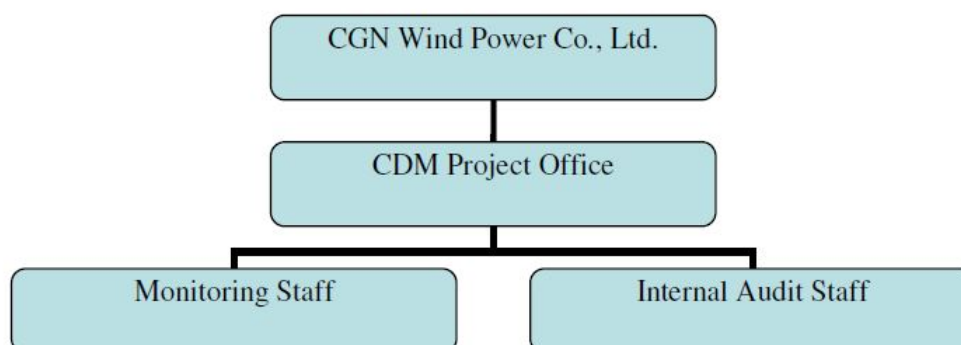 CGN Wind Power Co., Ltd.
CDM Project Office
Monitoring Staff
Internal Audit Staff